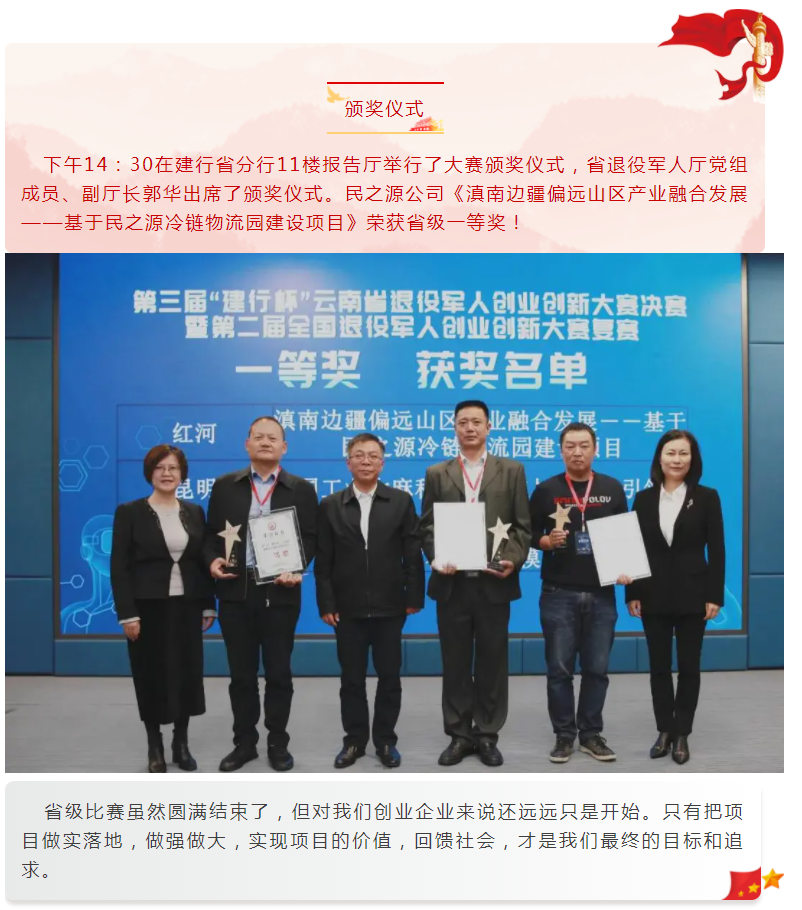 颁奖仪式
下午14：30在建行省分行11楼报告厅举行了大赛颁奖仪式，省退役军人厅党组
成员、副厅长郭华出席了颁奖仪式。民之源公司《滇南边疆偏远山区产业融合发展
——基于民之源冷链物流园建设项目》荣获省级一等奖！
第三届“建行杯”云南省退役军人创业创新大赛决赛
暨第二届全国退役军人创业创新大赛复赛
一等奖 获奖名单
红河 滇南边疆偏远山区 业融合发展——基于
民之源冷链 流园建设 项目
昆明
省级比赛虽然圆满结束了，但对我们创业企业来说还远远只是开始。只有把项
目做实落地，做强做大，实现项目的价值，回馈社会，才是我们最终的目标和追
求。